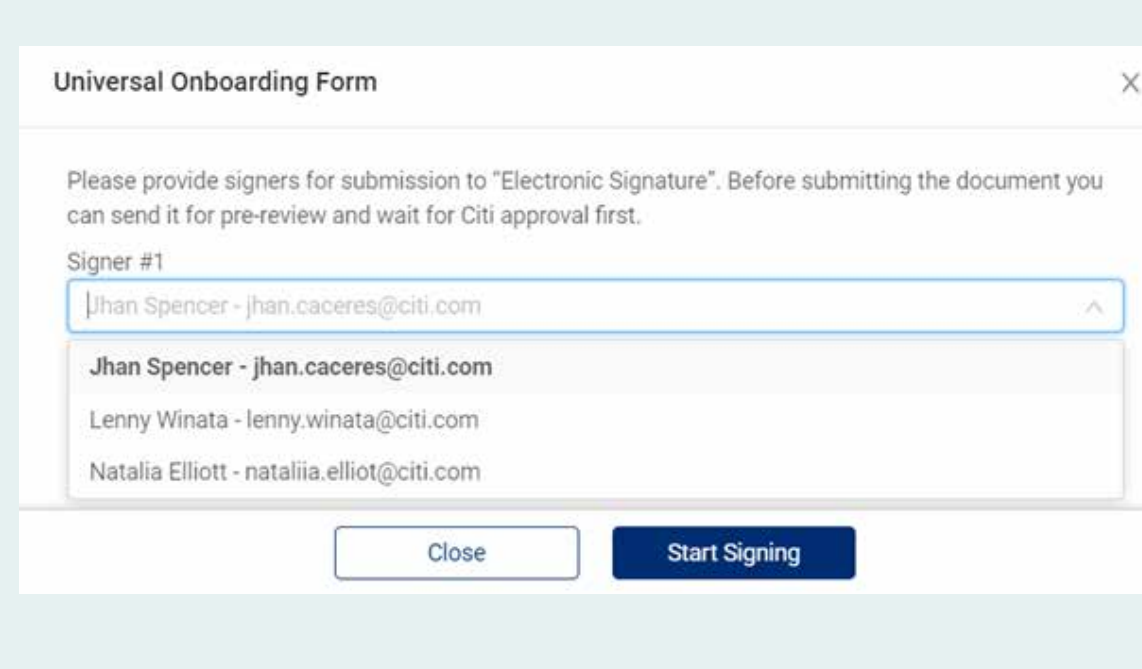 Universal Onboarding Form
Please provide signers for submission to “Electronic Signature”. Before submitting the document you
can send it for pre-review and wait for Citi approval first.
Signer #1
Jhan Spencer - jhan.caceres@citi.com
Jhan Spencer - jhan.caceres@citi.com
Lenny Winata - lenny.winata@citi.com
Natalia Elliott - nataliia.elliot@citi.com
Close Start Signing